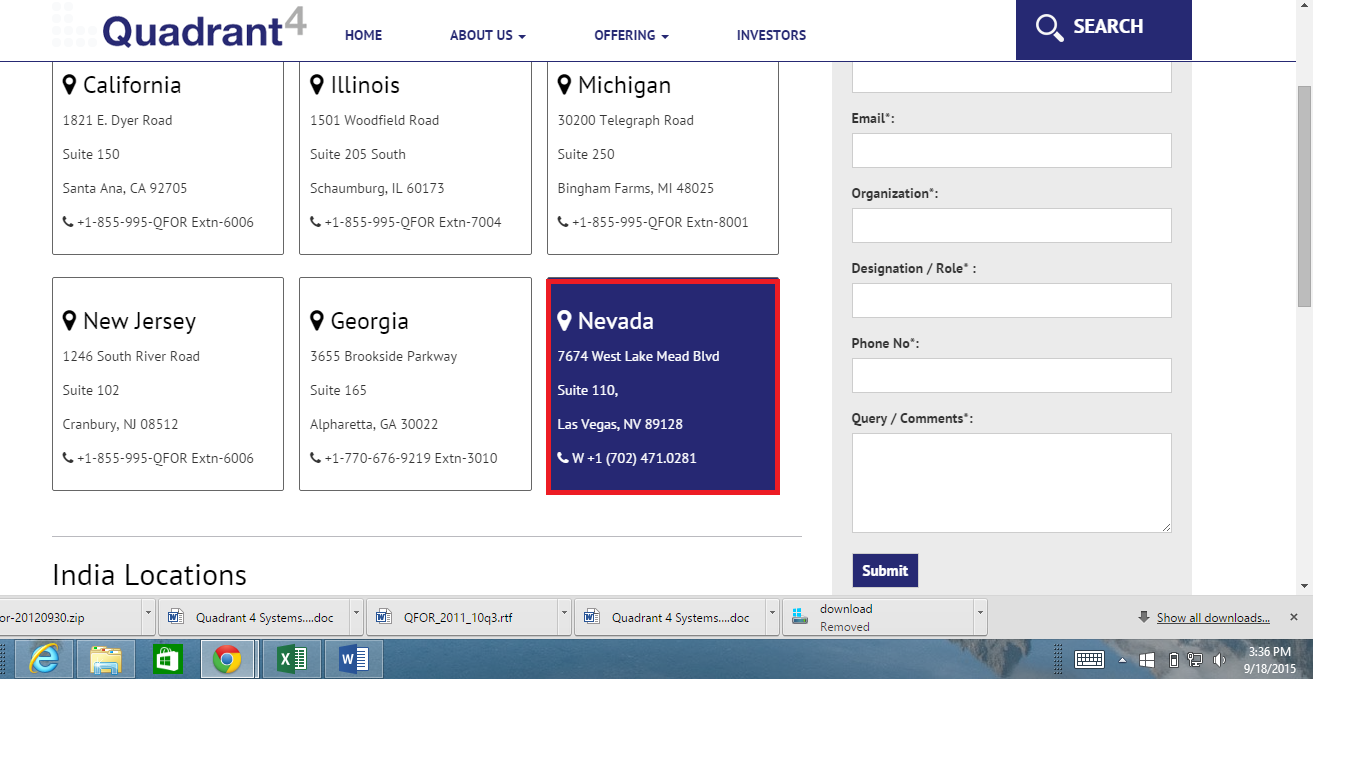 Quadrant4
HOME
ABOUT US
OFFERING
INVESTORS
SEARCH
California
1821 E. Dyer Road
Suite 150
Santa Ana, CA 92705
+1-855-995-QFOR Extn-6006
Illinois
1501 Woodfield Road
Suite 205 South
Schaumburg, IL 60173
+1-855-995-QFOR Extn-7004
Michigan
30200 Telegraph Road
Suite 250
Bingham Farms, MI 48025
+1-855-995-QFOR Extn-8001
New Jersey
1246 South River Road
Suite 102
Cranbury, NJ 08512
+1-855-995-QFOR Extn-6006
Georgia
3655 Brookside Parkway
Suite 165
Alpharetta, GA 30022
+1-770-676-9219 Extn-3010
Nevada
7674 West Lake Mead Blvd
Suite 110,
Las Vegas, NV 89128
W +1 (702) 471.0281
India Locations
Email*:
Organization*:
Designation / Role* :
Phone No*:
Query / Comments*:
Submit
or-20120930.zip
Quadrant 4 Systems....doc
QFOR_2011_10q3.rtf
Quadrant 4 Systems....doc
download
Removed
Show all downloads...
3:36 PM
9/18/2015